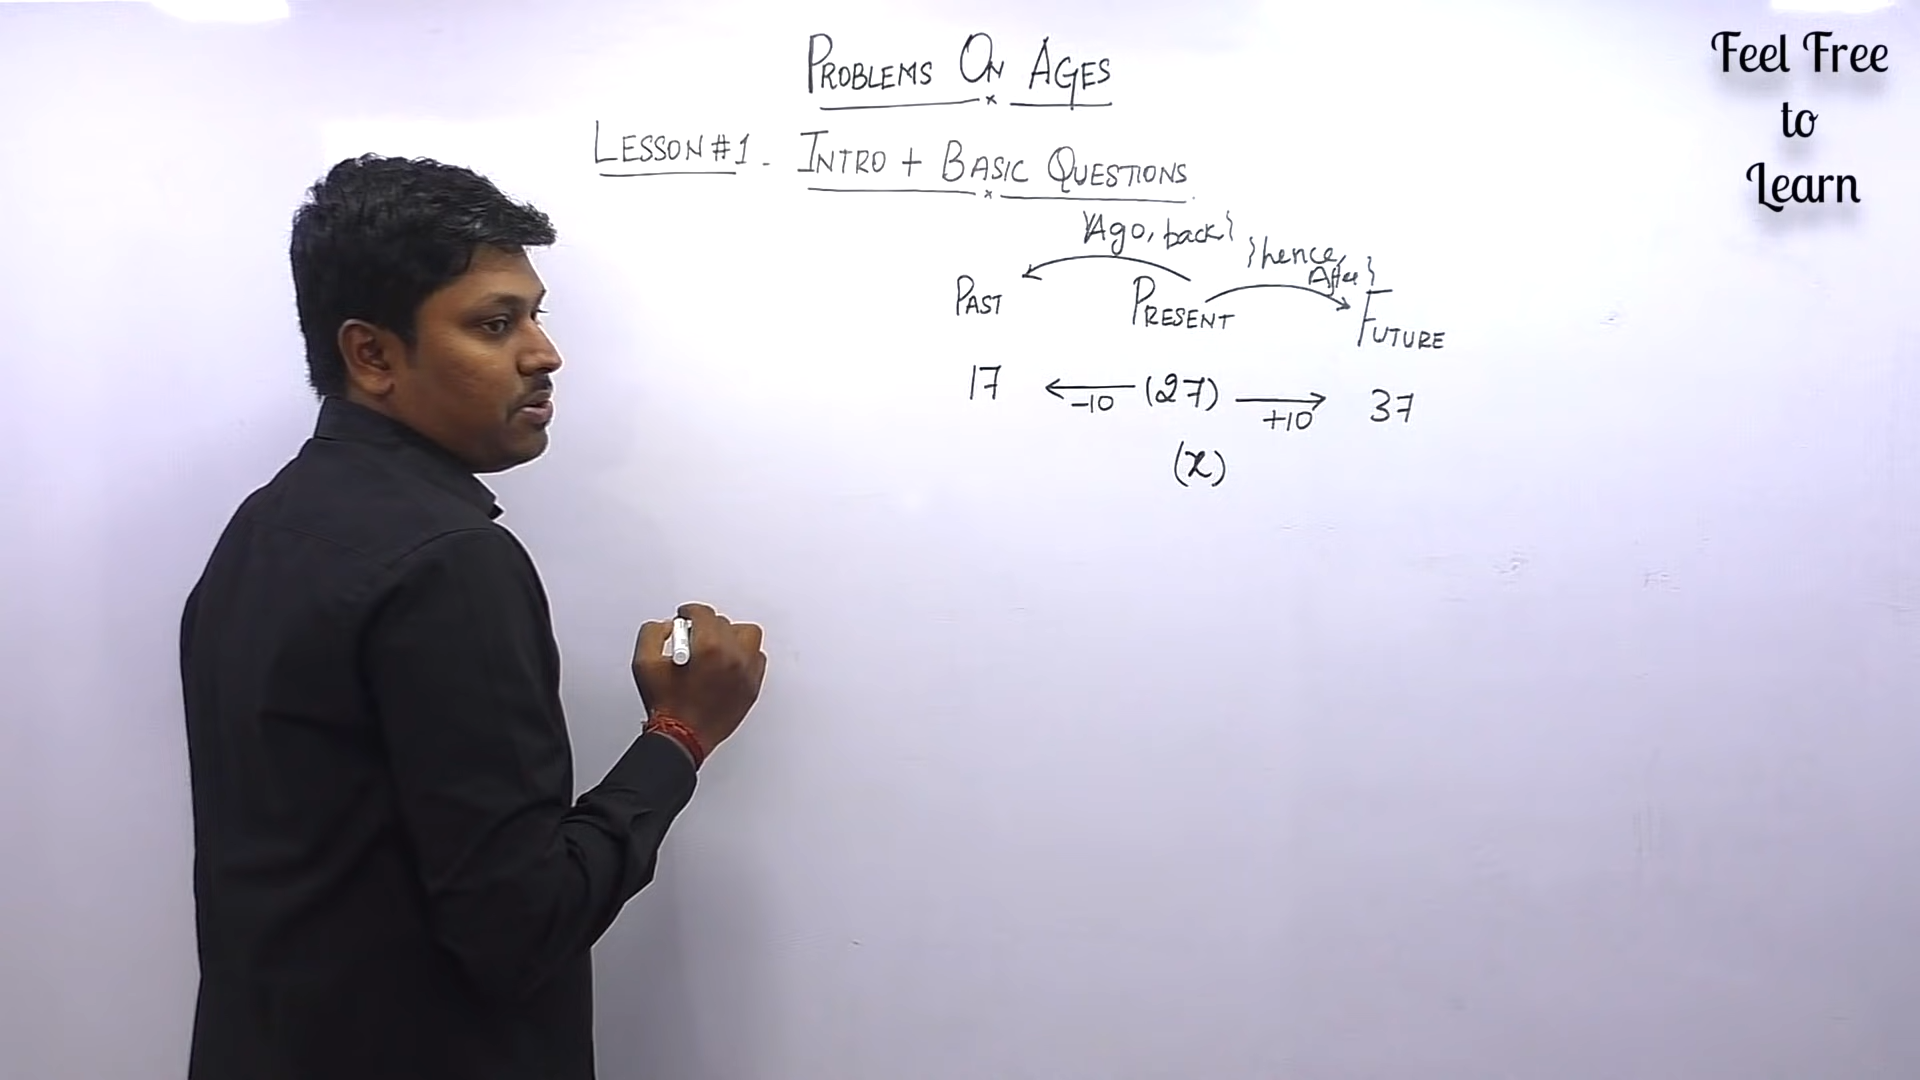 PROBLEMS ON AGES
LESSON #1 - INTRO + BASIC QUESTIONS
{Ago, back}
{hence, After}
PAST PRESENT FUTURE
17 ← -10 (27) → +10 37
(x)
Feel Free
to
Learn